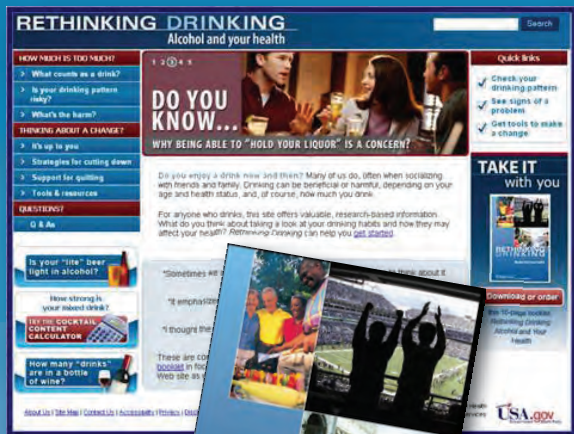 RETHINKING DRINKING
Alcohol and your health
Search
HOW MUCH IS TOO MUCH?
What counts as a drink?
Is your drinking pattern
risky?
What's the harm?
THINKING ABOUT A CHANGE?
It's up to you
Strategies for cutting down
Support for quitting
Tools & resources
QUESTIONS?
Q & As
Is your "lite" beer
light in alcohol?
How strong is
your mixed drink?
TRY THE COCKTAIL
CONTENT
CALCULATOR
How many "drinks"
are in a bottle
of wine?
1 2 3 4 5
DO YOU
KNOW...
WHY BEING ABLE TO "HOLD YOUR LIQUOR" IS A CONCERN?
Do you enjoy a drink now and then? Many of us do, often when socializing
with friends and family. Drinking can be beneficial or harmful, depending on your
age and health status, and, of course, how much you drink.
For anyone who drinks, this site offers valuable, research-based information.
What do you think about taking a look at your drinking habits and how they may
affect your health? Rethinking Drinking can help you get started.
"Sometimes we
think about it
"It emphasize
"I thought the
These are co
booklet in foc
Web site as
Quick links
Check your
drinking pattern
See signs of a
problem
Get tools to make
a change
TAKE IT
with you
RETHINKING
DRINKING
Download or order
this 16-page booklet,
Rethinking Drinking:
Alcohol and Your
Health
About Us | Site Map | Contact Us | Accessibility | Privacy |
Health
USA.gov